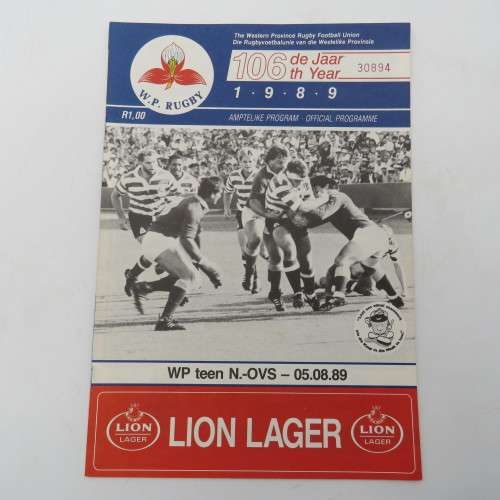 The Western Province Rugby Football Union
Die Rugbyvoetbalunie van die Westelike Provinsie
106 de Jaar
th Year
30894
1·9·8·9
W.P. RUGBY
R1,00
AMPTELIKE PROGRAM · OFFICIAL PROGRAMME
WP teen N.-OVS – 05.08.89
LION
LAGER
LION LAGER
LION
LAGER